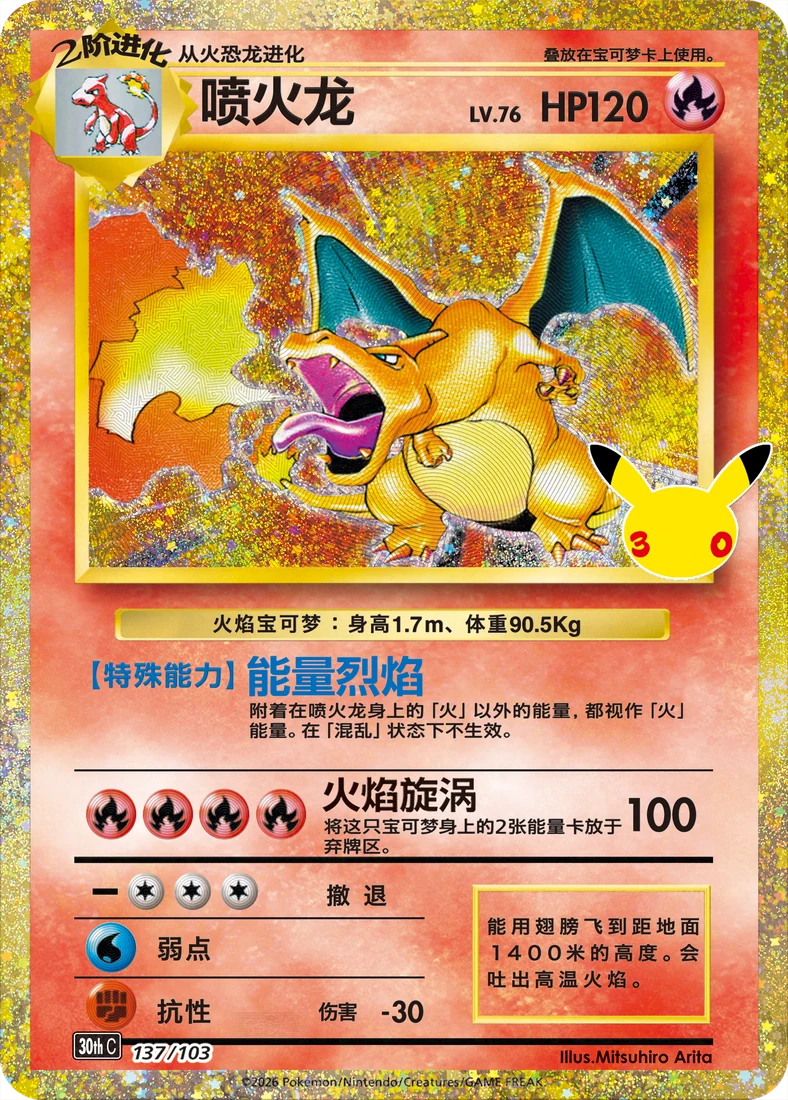 2阶进化 从火恐龙进化 叠放在宝可梦卡上使用。
喷火龙 LV.76 HP120
3 0
火焰宝可梦：身高1.7m、体重90.5Kg
【特殊能力】能量烈焰
附着在喷火龙身上的「火」以外的能量，都视作「火」
能量。在「混乱」状态下不生效。
火焰旋涡 100
将这只宝可梦身上的2张能量卡放于
弃牌区。
撤退
弱点
抗性 伤害 -30
能用翅膀飞到距地面
1400米的高度。会
吐出高温火焰。
30th C 137/103 Illus.Mitsuhiro Arita
©2026 Pokémon/Nintendo/Creatures/GAME FREAK